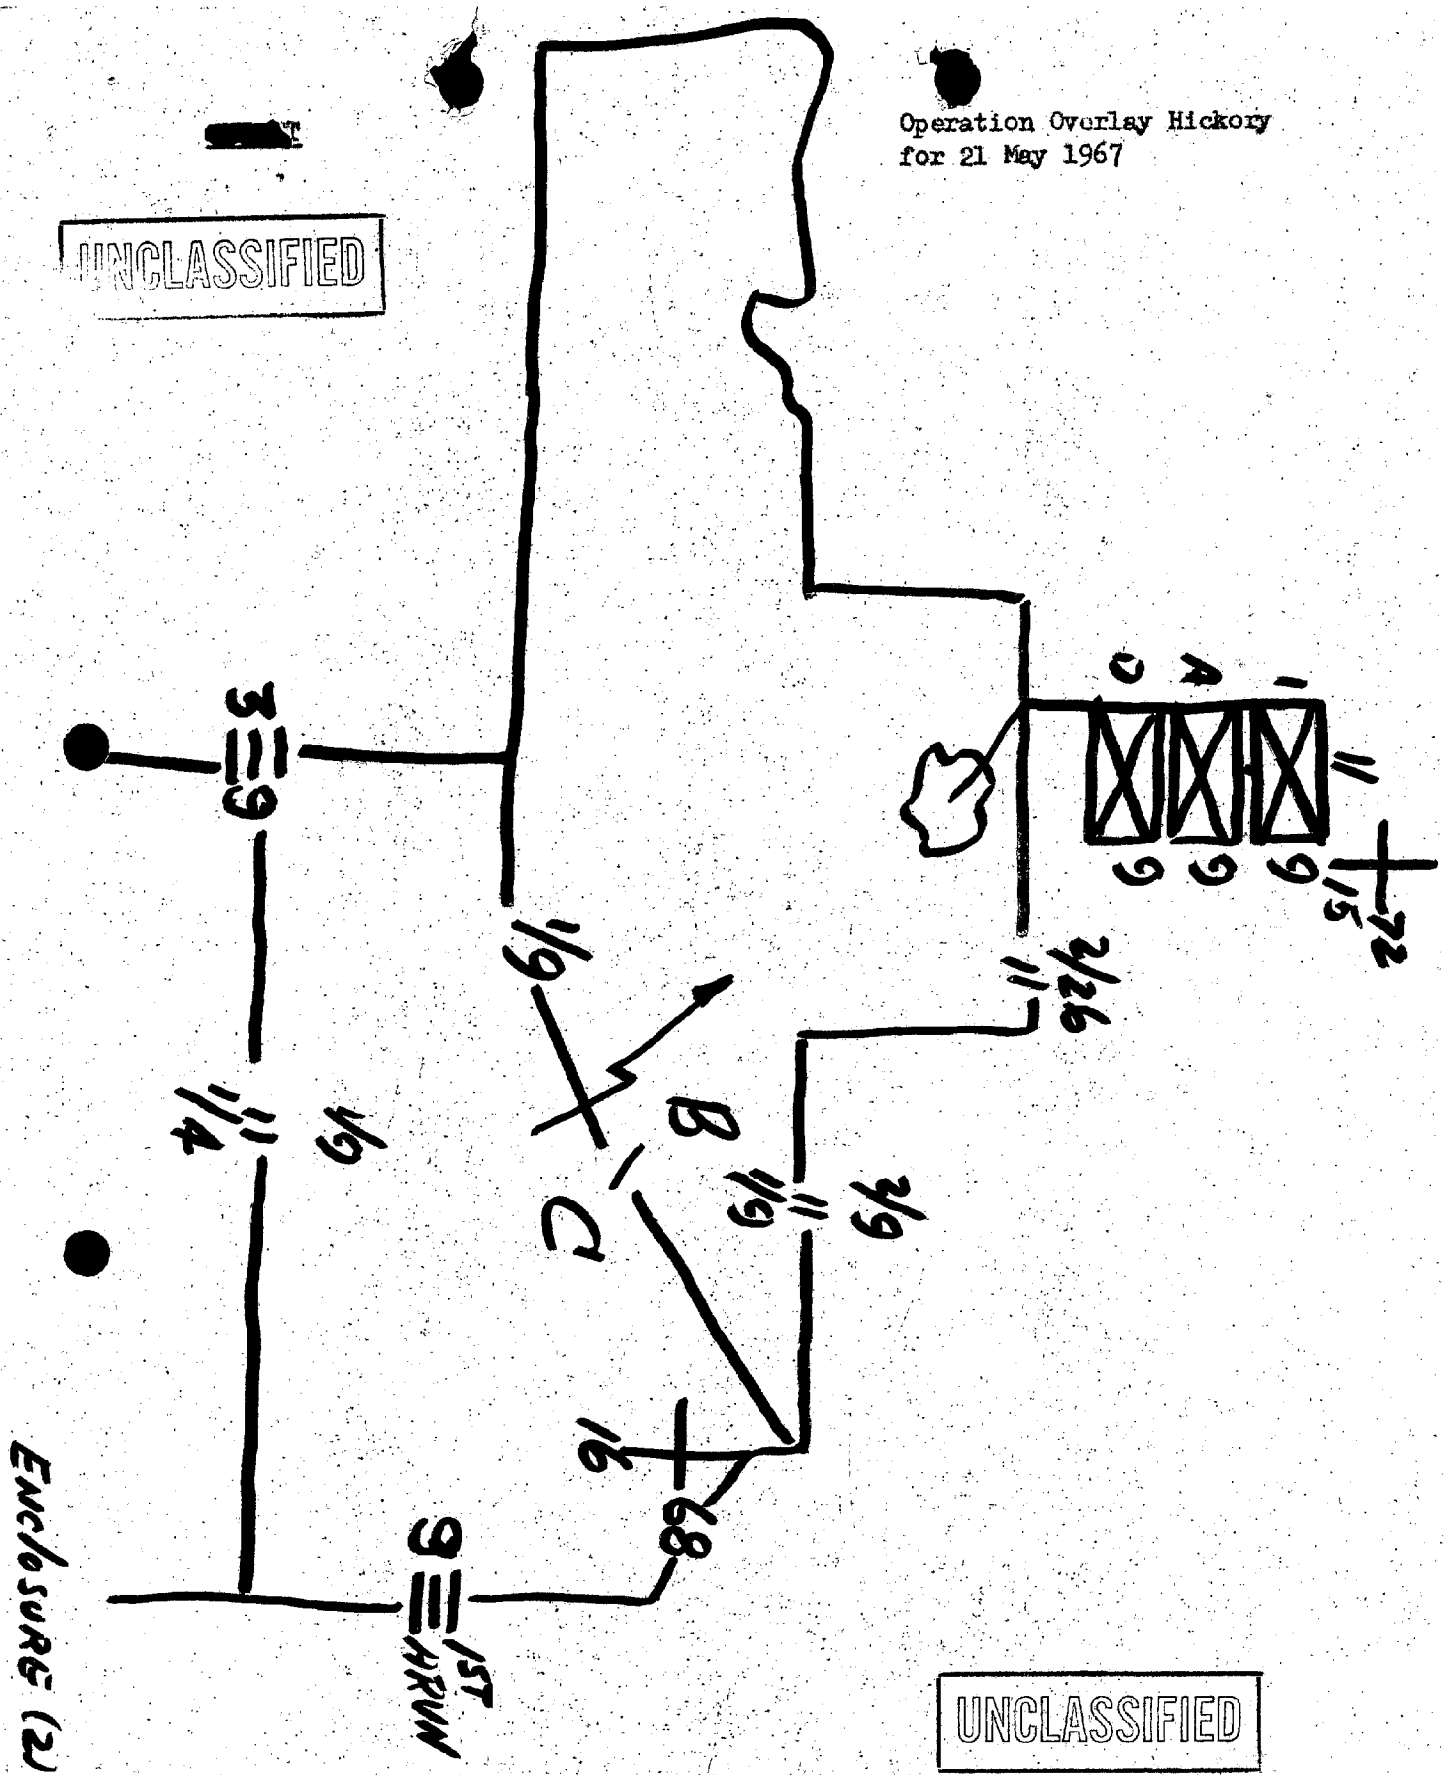 Operation Overlay Hickory
for 21 May 1967
UNCLASSIFIED
D
A
1
11
9
9
9
15
72
3
9
1/9
2/26
11
B
C
1/9
11
2/9
1/9
11
1/4
16
68
9
1ST
ARVN
ENCLOSURE (2)
UNCLASSIFIED